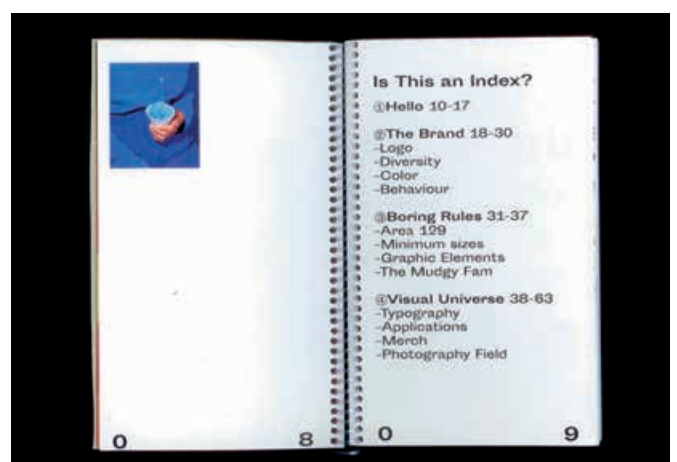 Is This an Index?
①Hello 10-17
②The Brand 18-30
-Logo
-Diversity
-Color
-Behaviour
③Boring Rules 31-37
-Area 129
-Minimum sizes
-Graphic Elements
-The Mudgy Fam
④Visual Universe 38-63
-Typography
-Applications
-Merch
-Photography Field
0 8
0 9